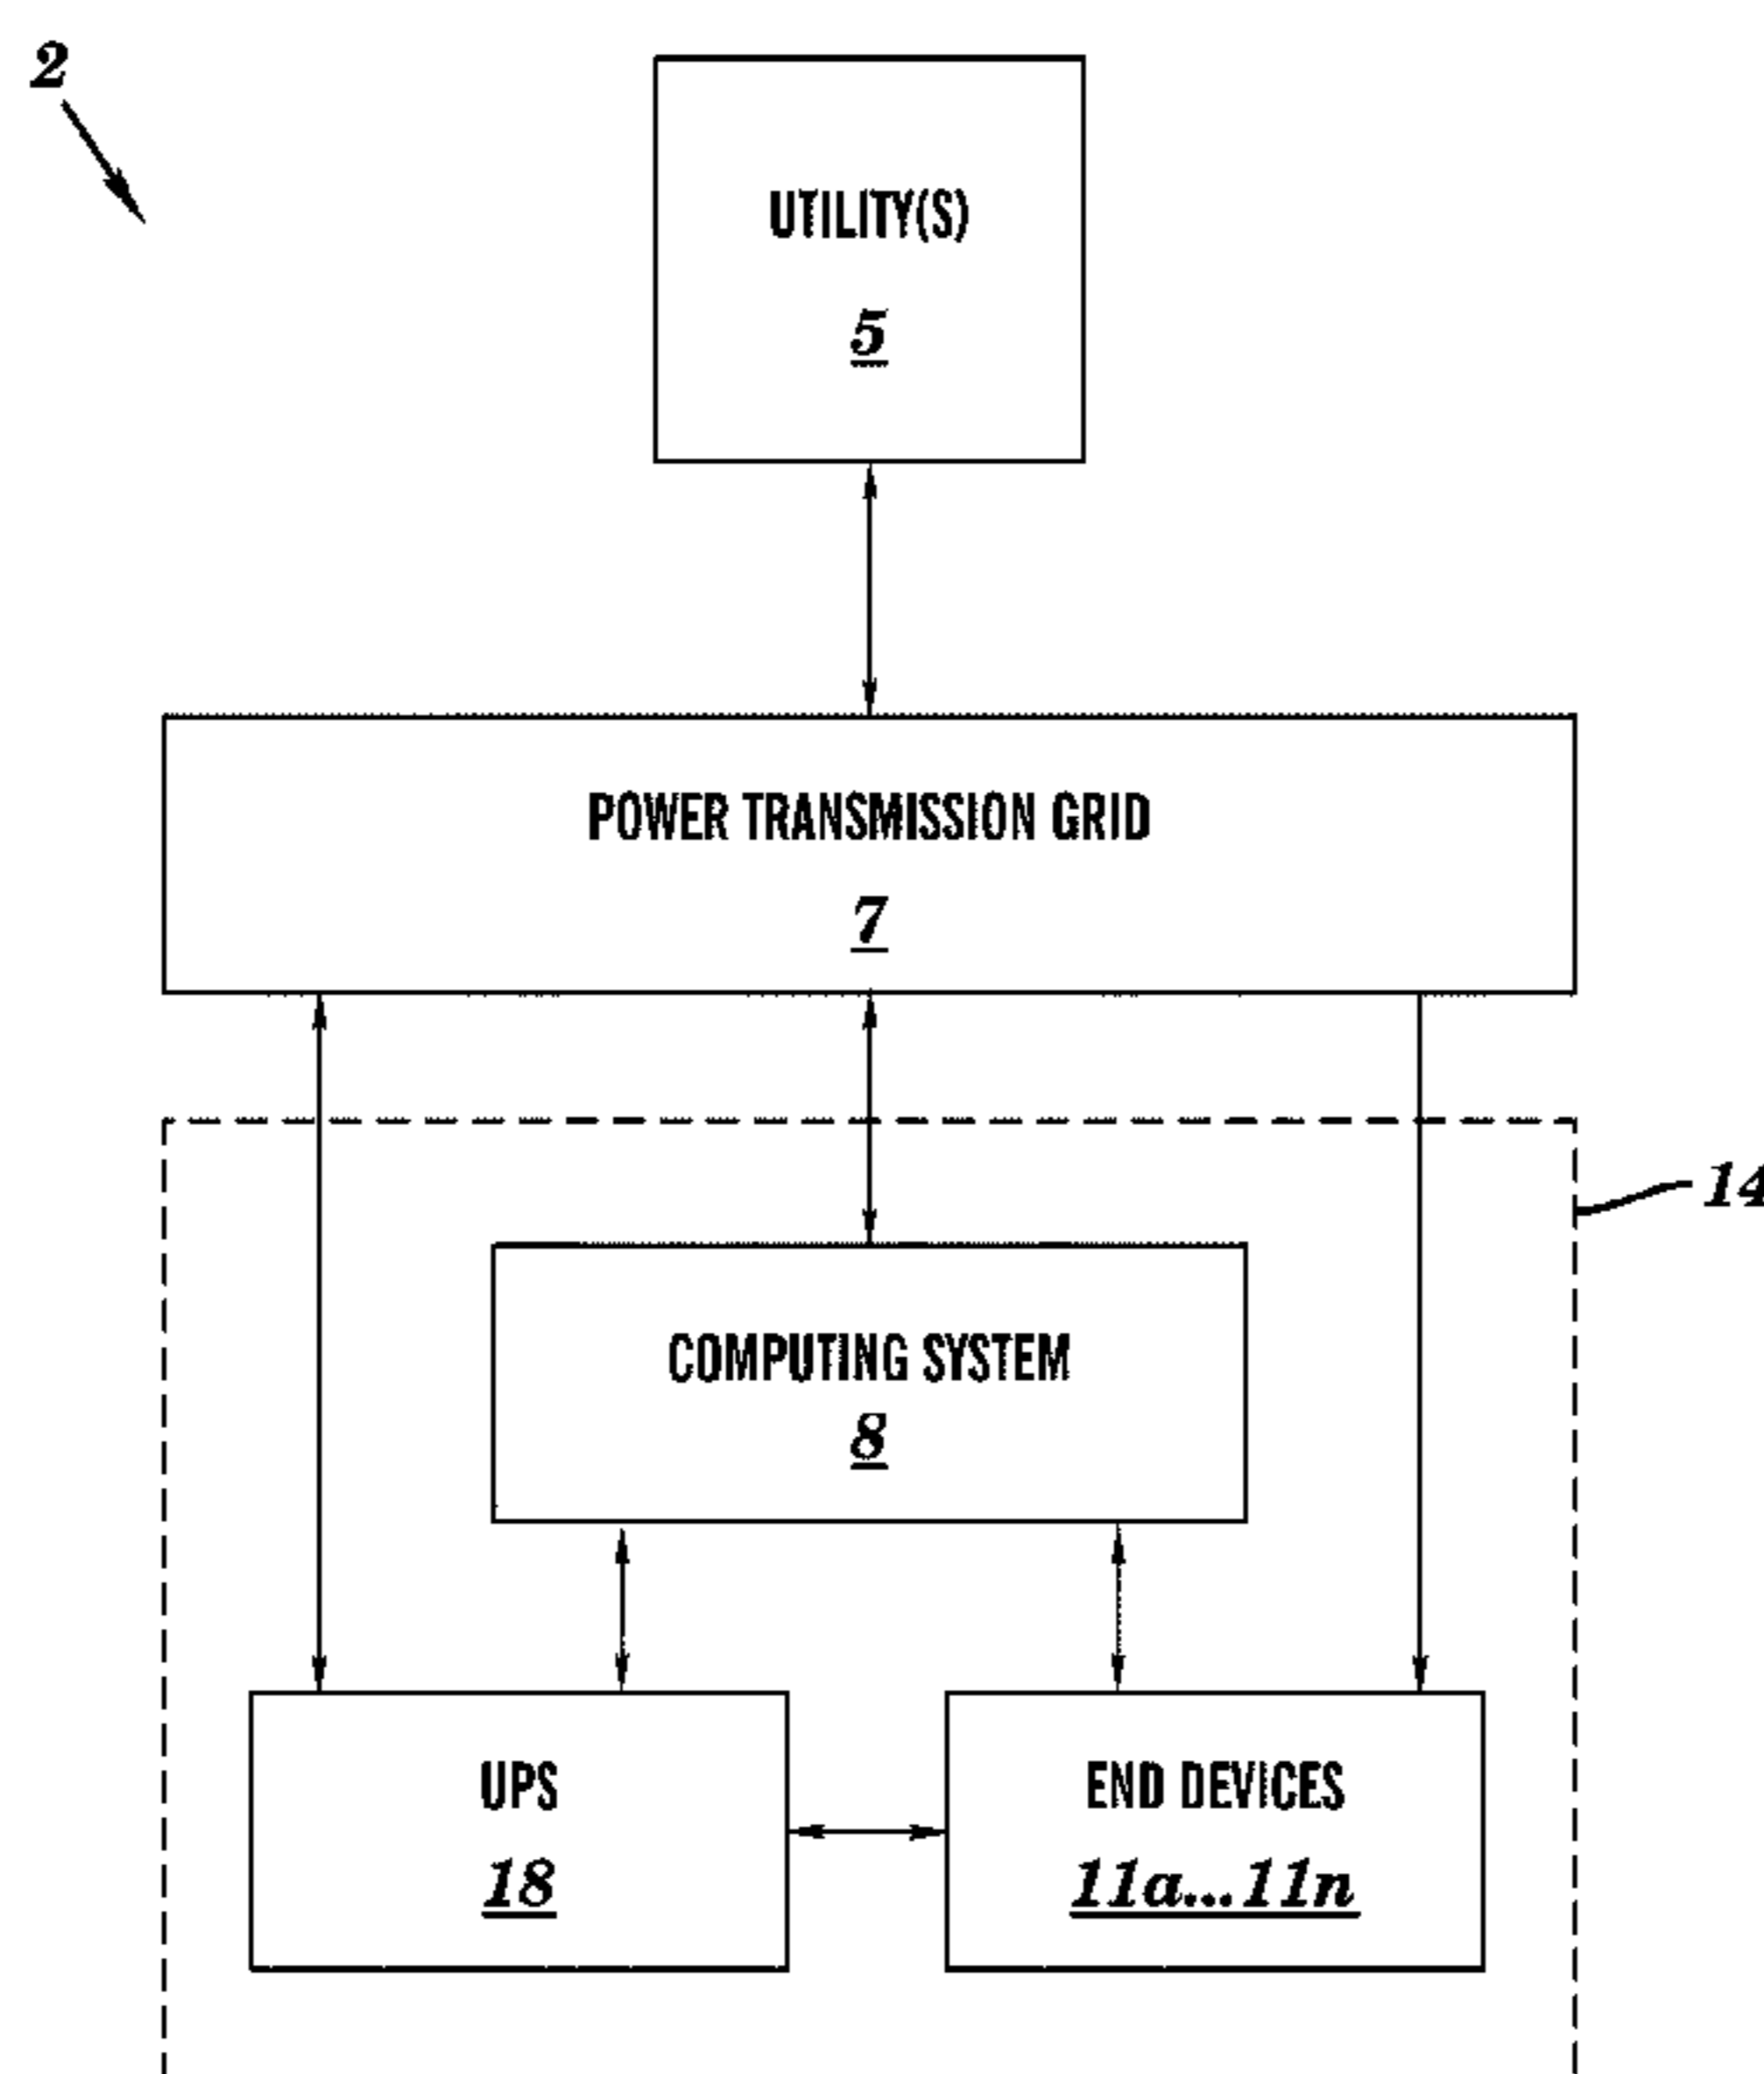 2
UTILITY(S)
5
POWER TRANSMISSION GRID
7
14
COMPUTING SYSTEM
8
UPS
18
END DEVICES
11a...11n